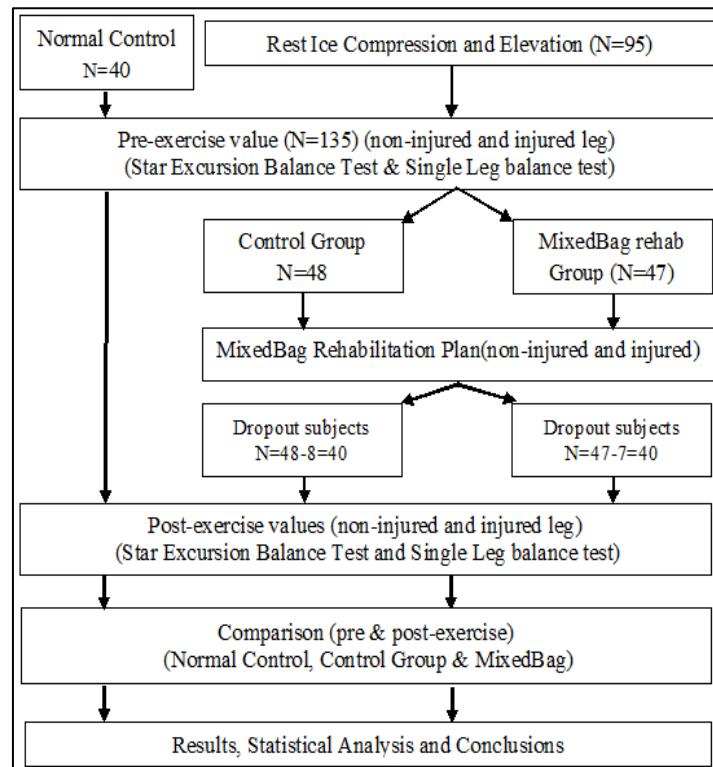 Normal Control
N=40
Rest Ice Compression and Elevation (N=95)
Pre-exercise value (N=135) (non-injured and injured leg)
(Star Excursion Balance Test & Single Leg balance test)
Control Group
N=48
MixedBag rehab
Group (N=47)
MixedBag Rehabilitation Plan(non-injured and injured)
Dropout subjects
N=48-8=40
Dropout subjects
N=47-7=40
Post-exercise values (non-injured and injured leg)
(Star Excursion Balance Test and Single Leg balance test)
Comparison (pre & post-exercise)
(Normal Control, Control Group & MixedBag)
Results, Statistical Analysis and Conclusions